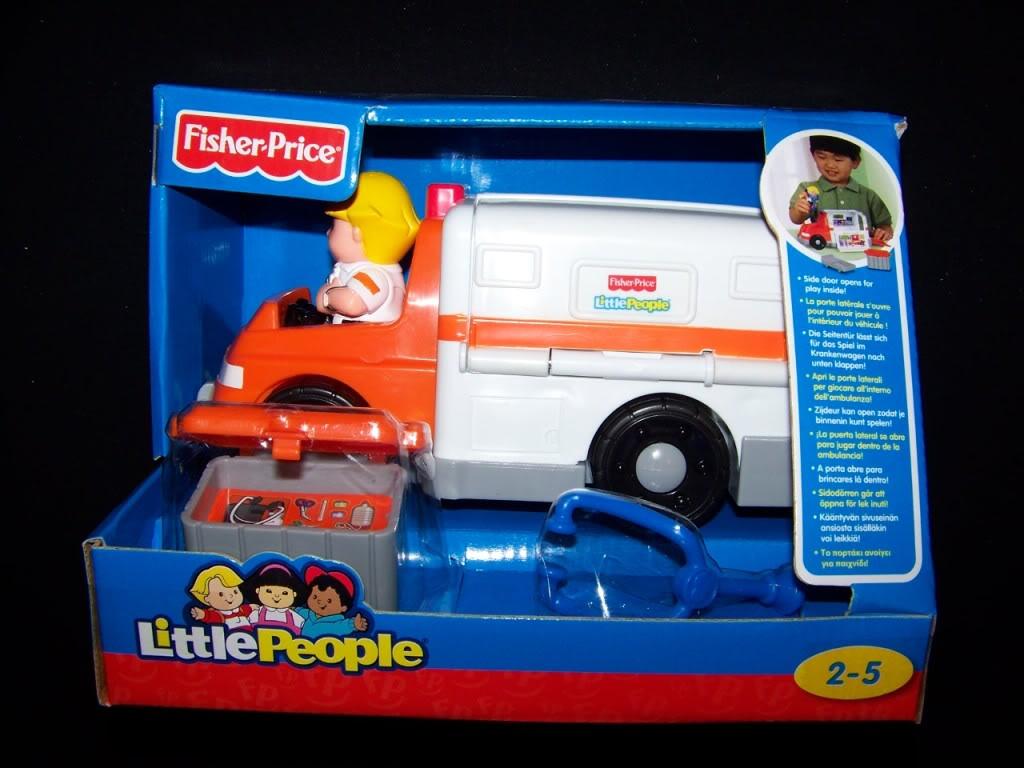 Fisher-Price®
Fisher-Price
LittlePeople
• Side door opens for
play inside!
• La porte latérale s'ouvre
pour pouvoir jouer à
l'intérieur du véhicule !
• Die Seitentür lässt sich
für das Spiel im
Krankenwagen nach
unten klappen!
• Apri le porte laterali
per giocare all'interno
dell'ambulanza!
• Zijdeur kan open zodat je
binnenin kunt spelen!
• ¡La puerta lateral se abre
para jugar dentro de la
ambulancia!
• A porta abre para
brincares lá dentro!
• Sidodörren går att
öppna för lek inuti!
• Kääntyvän sivuseinän
ansiosta sisälläkin
voi leikkiä!
• Το πορτάκι ανοίγει
για παιχνίδι!
LittlePeople®
2-5